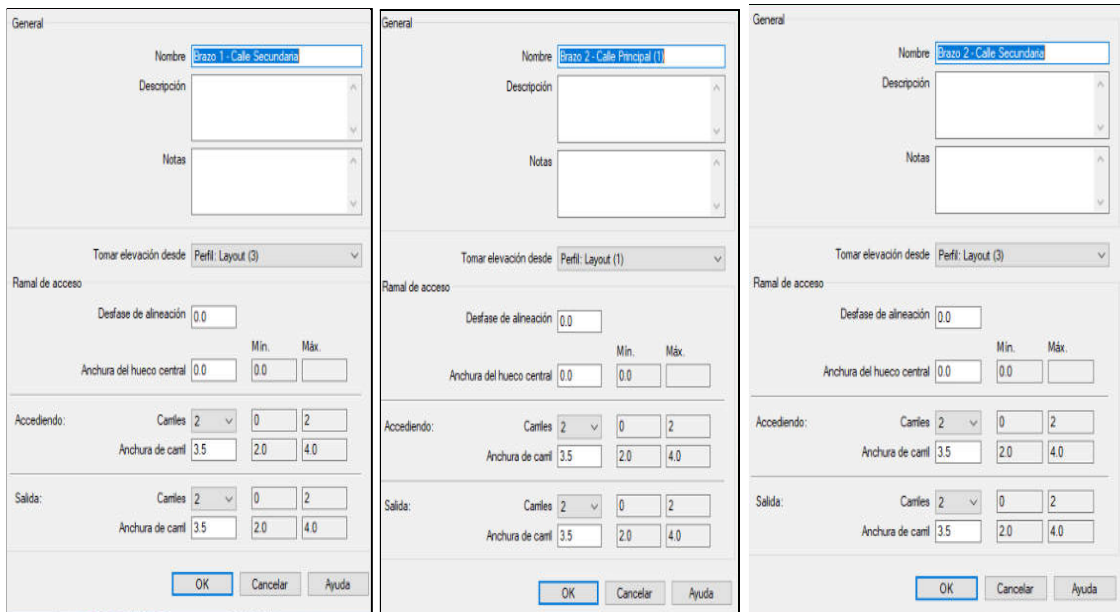 General
Nombre Brazo 1 - Calle Secundaria
Descripción
Notas
Tomar elevación desde Perfil: Layout (3)
Ramal de acceso
Desfase de alineación 0.0
Mín. Máx.
Anchura del hueco central 0.0 0.0
Accediendo: Carriles 2 0 2
Anchura de carril 3.5 2.0 4.0
Salida: Carriles 2 0 2
Anchura de carril 3.5 2.0 4.0
OK Cancelar Ayuda
General
Nombre Brazo 2 - Calle Principal (1)
Descripción
Notas
Tomar elevación desde Perfil: Layout (1)
Ramal de acceso
Desfase de alineación 0.0
Mín. Máx.
Anchura del hueco central 0.0 0.0
Accediendo: Carriles 2 0 2
Anchura de carril 3.5 2.0 4.0
Salida: Carriles 2 0 2
Anchura de carril 3.5 2.0 4.0
OK Cancelar Ayuda
General
Nombre Brazo 2 - Calle Secundaria
Descripción
Notas
Tomar elevación desde Perfil: Layout (3)
Ramal de acceso
Desfase de alineación 0.0
Mín. Máx.
Anchura del hueco central 0.0 0.0
Accediendo: Carriles 2 0 2
Anchura de carril 3.5 2.0 4.0
Salida: Carriles 2 0 2
Anchura de carril 3.5 2.0 4.0
OK Cancelar Ayuda